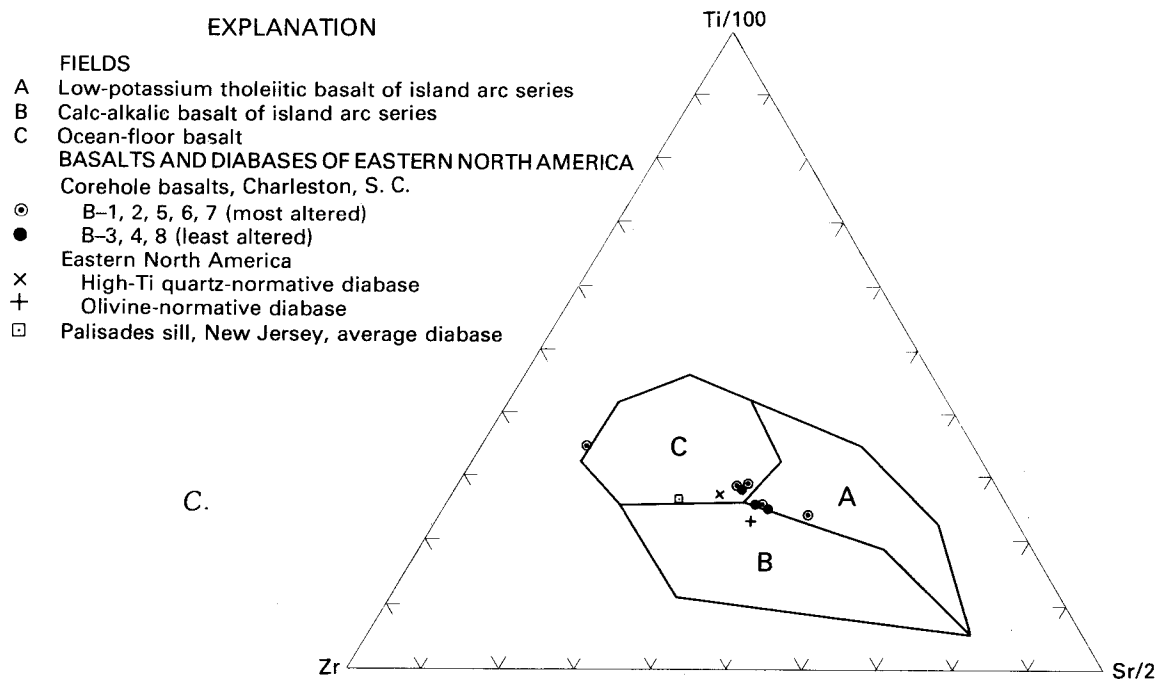 EXPLANATION
FIELDS
A Low-potassium tholeiitic basalt of island arc series
B Calc-alkalic basalt of island arc series
C Ocean-floor basalt
BASALTS AND DIABASES OF EASTERN NORTH AMERICA
Corehole basalts, Charleston, S. C.
B–1, 2, 5, 6, 7 (most altered)
B–3, 4, 8 (least altered)
Eastern North America
× High-Ti quartz-normative diabase
+ Olivine-normative diabase
Palisades sill, New Jersey, average diabase
C.
Ti/100
C
A
B
Zr
Sr/2